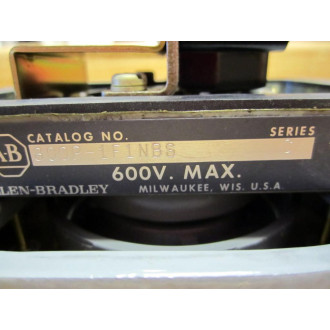 AB
CATALOG NO. SERIES
LEN-BRADLEY
600V. MAX.
MILWAUKEE, WIS. U.S.A.